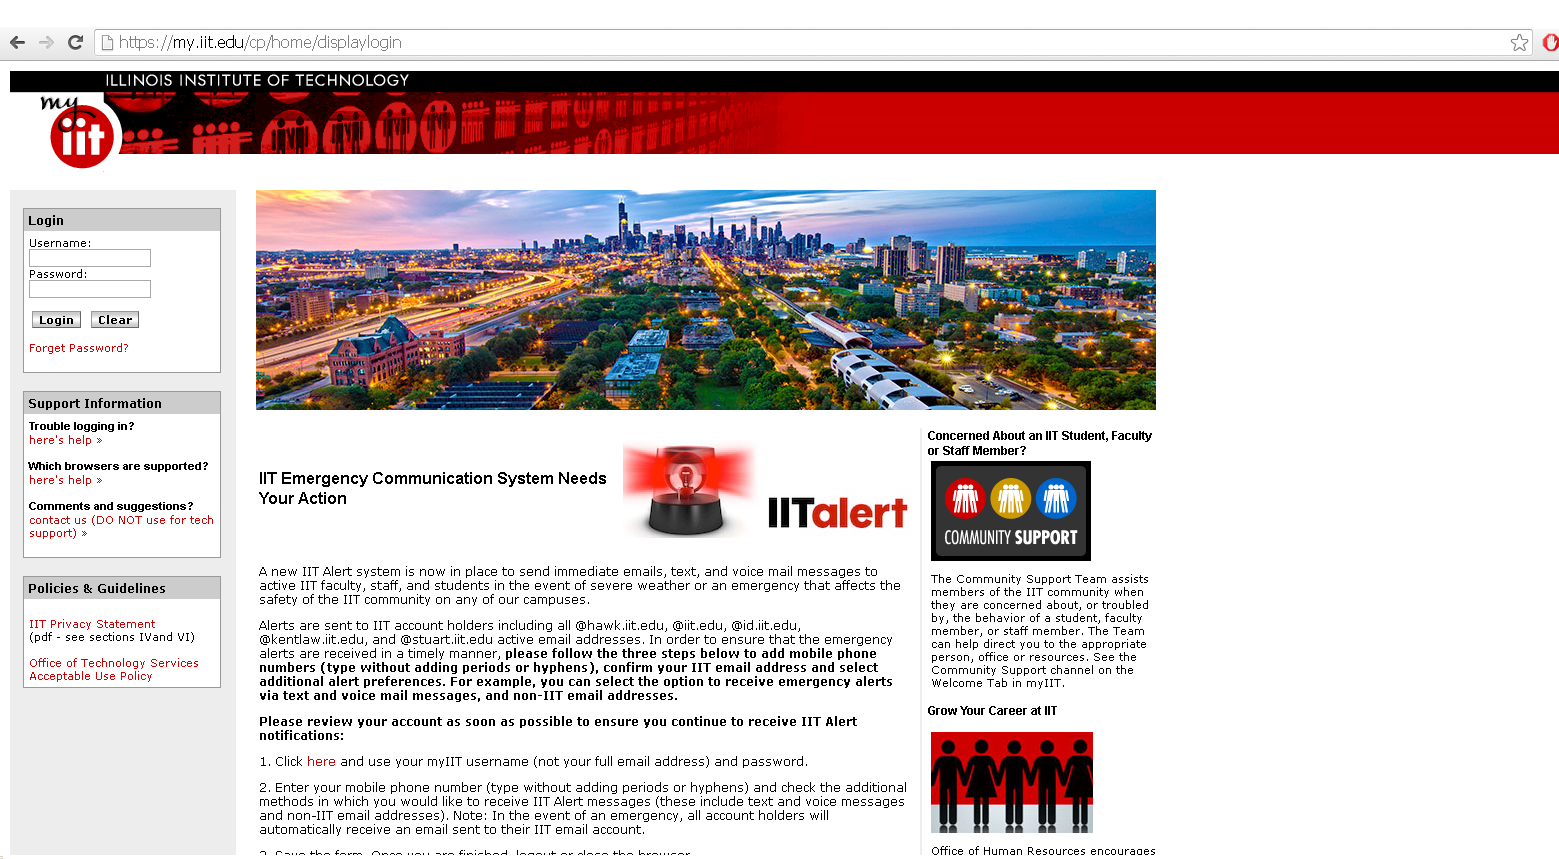 https://my.iit.edu/cp/home/displaylogin
ILLINOIS INSTITUTE OF TECHNOLOGY
my
iit
Login
Username:
Password:
Login Clear
Forget Password?
Support Information
Trouble logging in?
here's help »
Which browsers are supported?
here's help »
Comments and suggestions?
contact us (DO NOT use for tech
support) »
Policies & Guidelines
IIT Privacy Statement
(pdf - see sections IVand VI)
Office of Technology Services
Acceptable Use Policy
IIT Emergency Communication System Needs
Your Action
IITalert
A new IIT Alert system is now in place to send immediate emails, text, and voice mail messages to
active IIT faculty, staff, and students in the event of severe weather or an emergency that affects the
safety of the IIT community on any of our campuses.
Alerts are sent to IIT account holders including all @hawk.iit.edu, @iit.edu, @id.iit.edu,
@kentlaw.iit.edu, and @stuart.iit.edu active email addresses. In order to ensure that the emergency
alerts are received in a timely manner, please follow the three steps below to add mobile phone
numbers (type without adding periods or hyphens), confirm your IIT email address and select
additional alert preferences. For example, you can select the option to receive emergency alerts
via text and voice mail messages, and non-IIT email addresses.
Please review your account as soon as possible to ensure you continue to receive IIT Alert
notifications:
1. Click here and use your myIIT username (not your full email address) and password.
2. Enter your mobile phone number (type without adding periods or hyphens) and check the additional
methods in which you would like to receive IIT Alert messages (these include text and voice messages
and non-IIT email addresses). Note: In the event of an emergency, all account holders will
automatically receive an email sent to their IIT email account.
3. Save the form. Once you are finished, logout or close the browser.
Concerned About an IIT Student, Faculty
or Staff Member?
COMMUNITY SUPPORT
The Community Support Team assists
members of the IIT community when
they are concerned about, or troubled
by, the behavior of a student, faculty
member, or staff member. The Team
can help direct you to the appropriate
person, office or resources. See the
Community Support channel on the
Welcome Tab in myIIT.
Grow Your Career at IIT
Office of Human Resources encourages